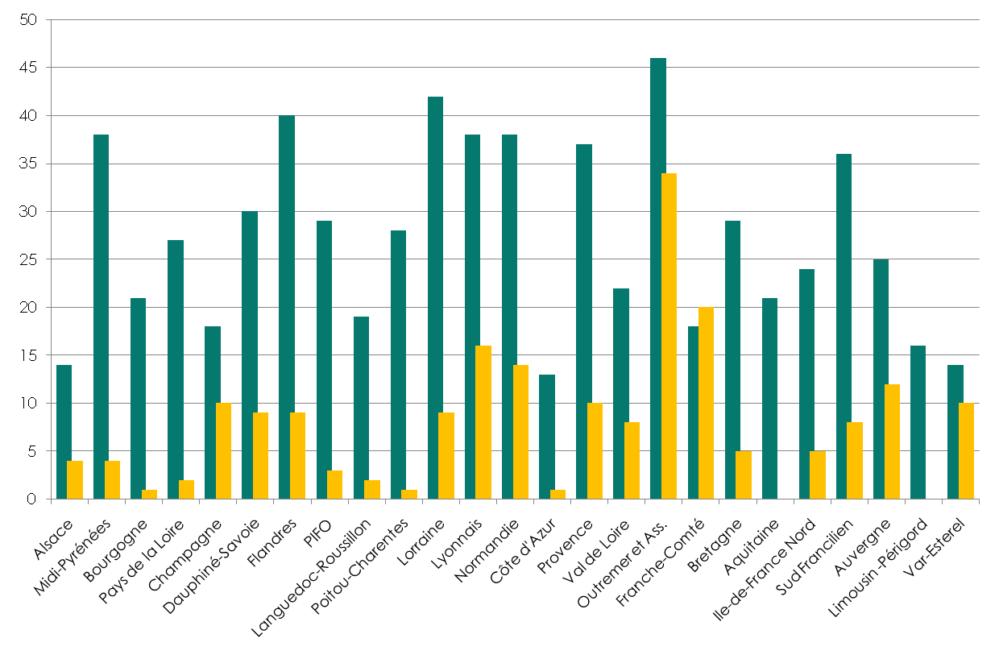 50
45
40
35
30
25
20
15
10
5
0
Alsace
Midi-Pyrénées
Bourgogne
Pays de la Loire
Champagne
Dauphiné-Savoie
Flandres
PIFO
Languedoc-Roussillon
Poitou-Charentes
Lorraine
Lyonnais
Normandie
Côte d'Azur
Provence
Val de Loire
Outremer et Ass.
Franche-Comté
Bretagne
Aquitaine
Ile-de-France Nord
Sud Francilien
Auvergne
Limousin -Périgord
Var-Esterel